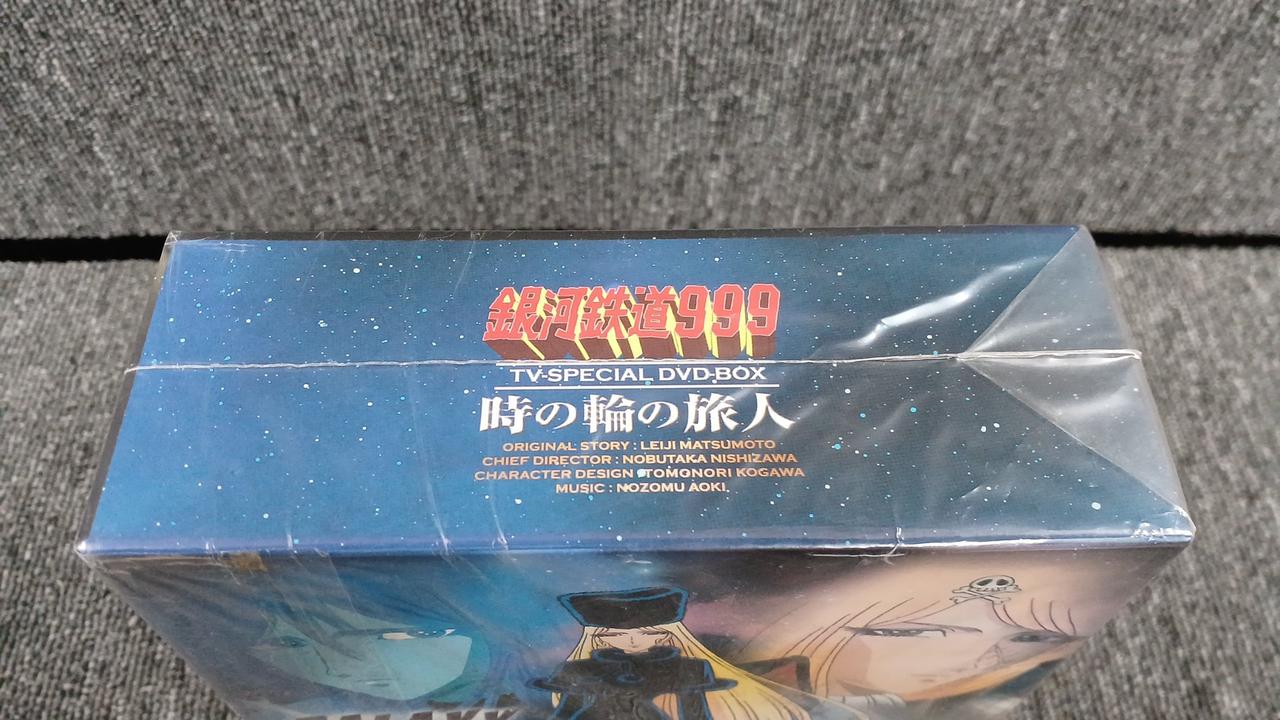 銀河鉄道999
TV-SPECIAL DVD-BOX
時の輪の旅人
ORIGINAL STORY : LEIJI MATSUMOTO
CHIEF DIRECTOR : NOBUTAKA NISHIZAWA
CHARACTER DESIGN : TOMONORI KOGAWA
MUSIC : NOZOMU AOKI
GALAXY